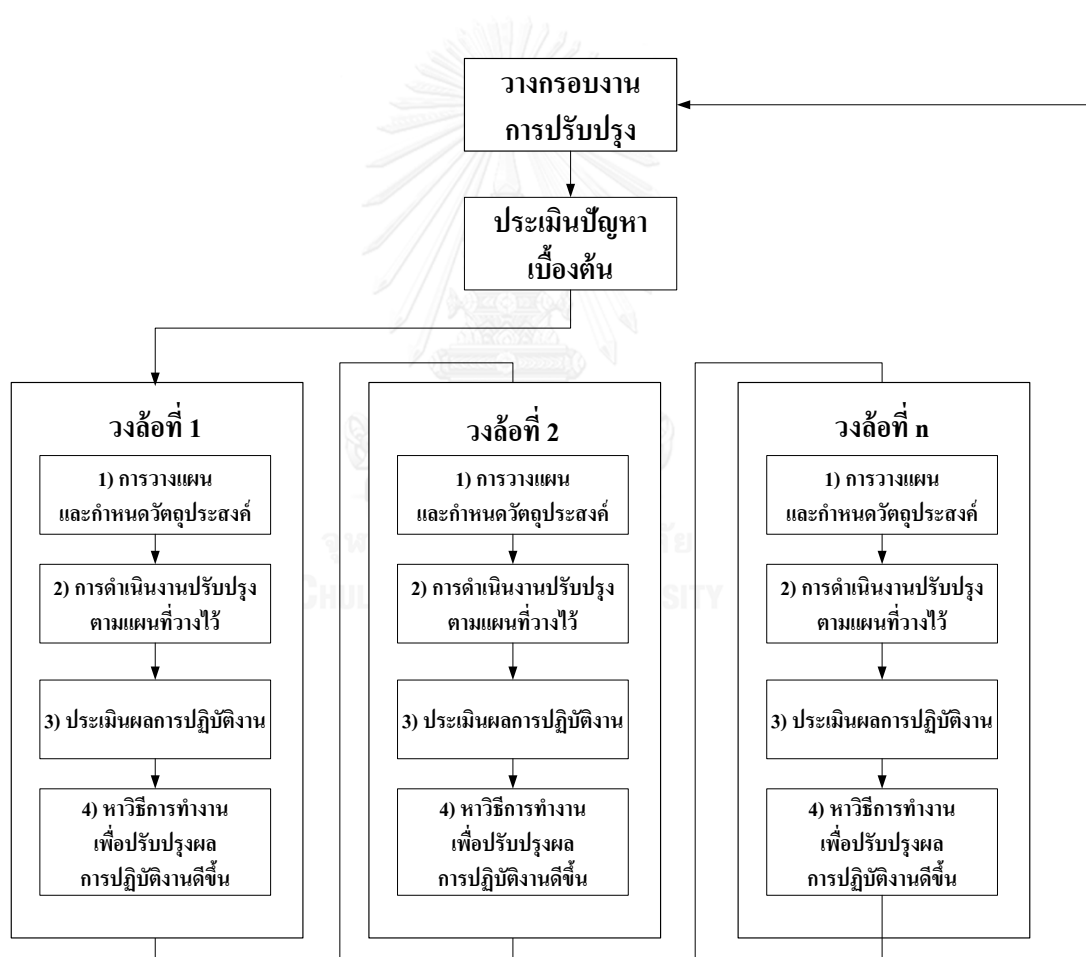 วางกรอบงาน
การปรับปรุง
ประเมินปัญหา
เบื้องต้น
วงล้อที่ 1
1) การวางแผน
และกำหนดวัตถุประสงค์
2) การดำเนินงานปรับปรุง
ตามแผนที่วางไว้
3) ประเมินผลการปฏิบัติงาน
4) หาวิธีการทำงาน
เพื่อปรับปรุงผล
การปฏิบัติงานดีขึ้น
วงล้อที่ 2
1) การวางแผน
และกำหนดวัตถุประสงค์
2) การดำเนินงานปรับปรุง
ตามแผนที่วางไว้
3) ประเมินผลการปฏิบัติงาน
4) หาวิธีการทำงาน
เพื่อปรับปรุงผล
การปฏิบัติงานดีขึ้น
วงล้อที่ n
1) การวางแผน
และกำหนดวัตถุประสงค์
2) การดำเนินงานปรับปรุง
ตามแผนที่วางไว้
3) ประเมินผลการปฏิบัติงาน
4) หาวิธีการทำงาน
เพื่อปรับปรุงผล
การปฏิบัติงานดีขึ้น